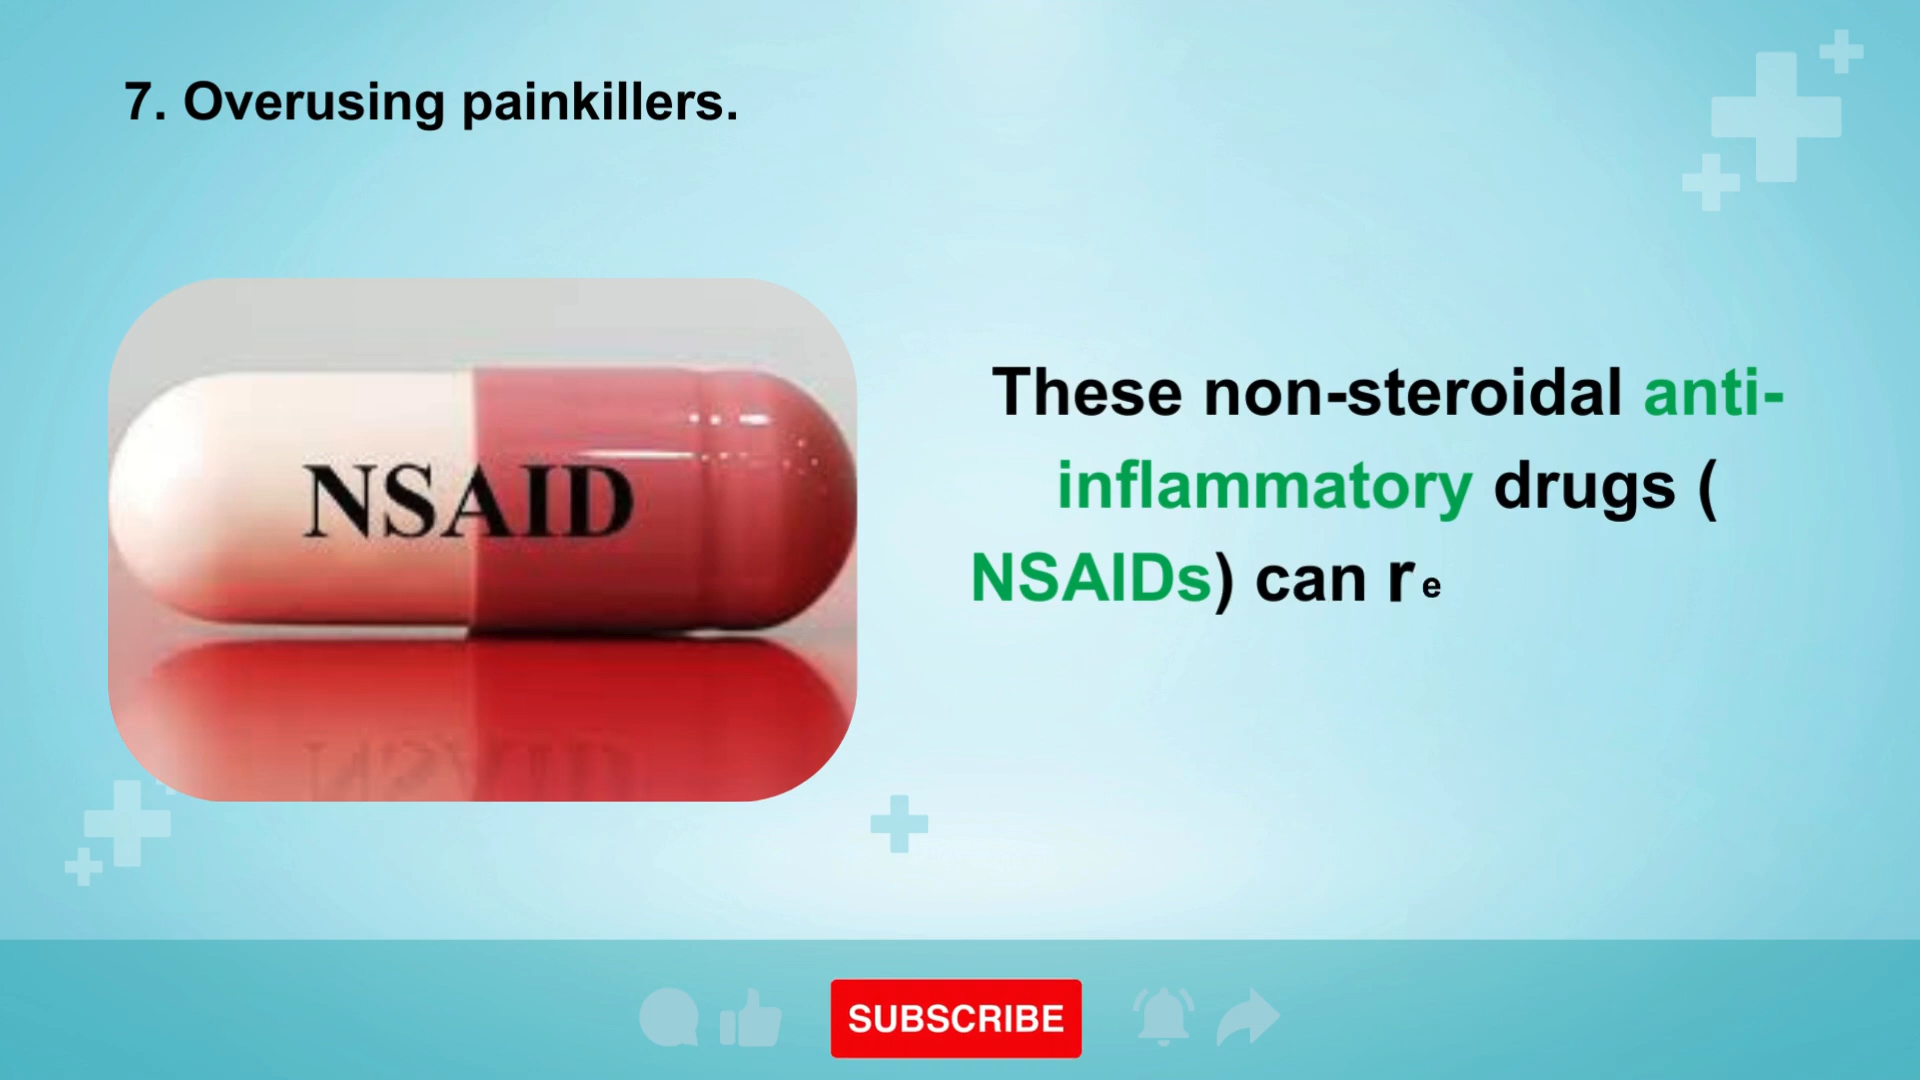 7. Overusing painkillers.
NSAID
These non-steroidal anti-
inflammatory drugs (
NSAIDs) can re
SUBSCRIBE